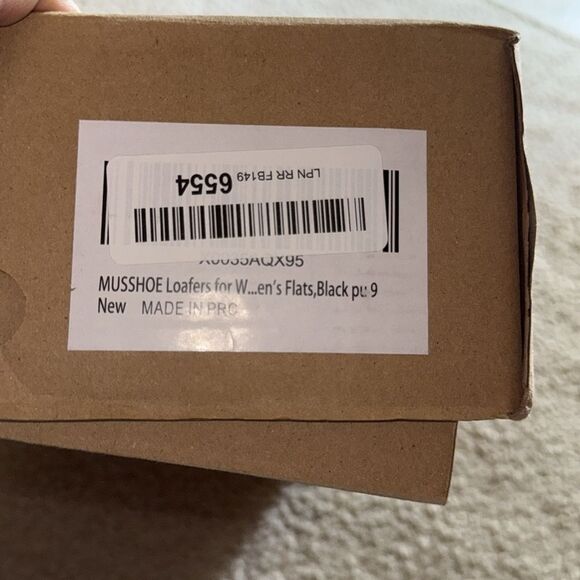 LPN RR FB149
6554
X0035AQX95
MUSSHOE Loafers for W...en's Flats,Black pu 9
New MADE IN PRC